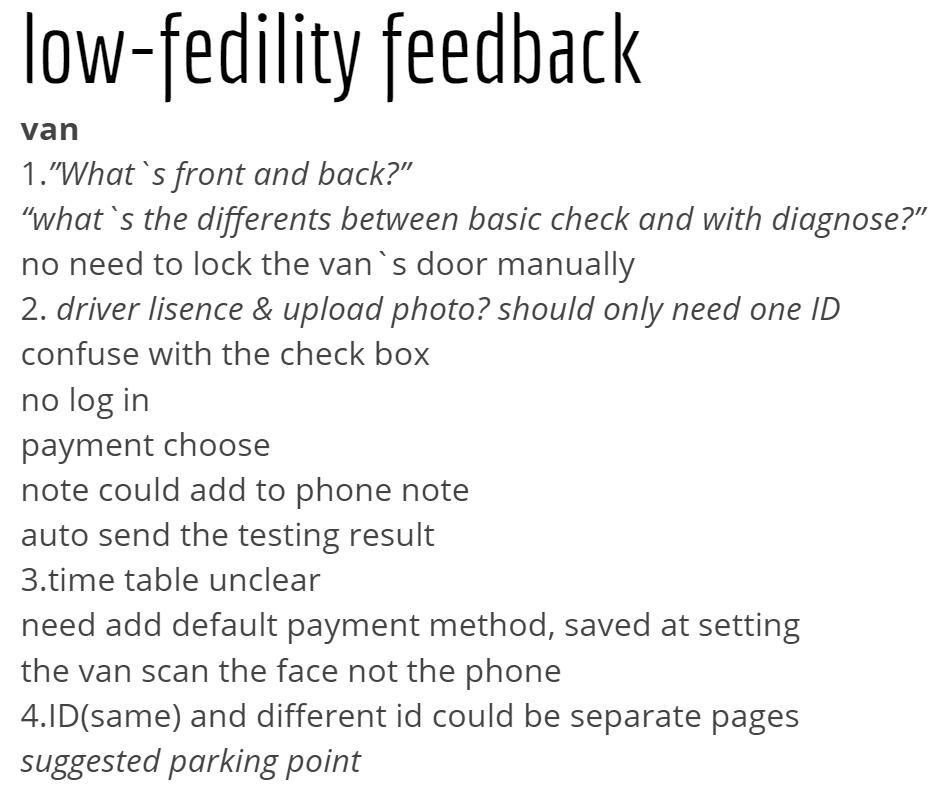 low-fedility feedback
van
1.”What`s front and back?”
“what`s the differents between basic check and with diagnose?”
no need to lock the van`s door manually
2. driver lisence & upload photo? should only need one ID
confuse with the check box
no log in
payment choose
note could add to phone note
auto send the testing result
3.time table unclear
need add default payment method, saved at setting
the van scan the face not the phone
4.ID(same) and different id could be separate pages
suggested parking point